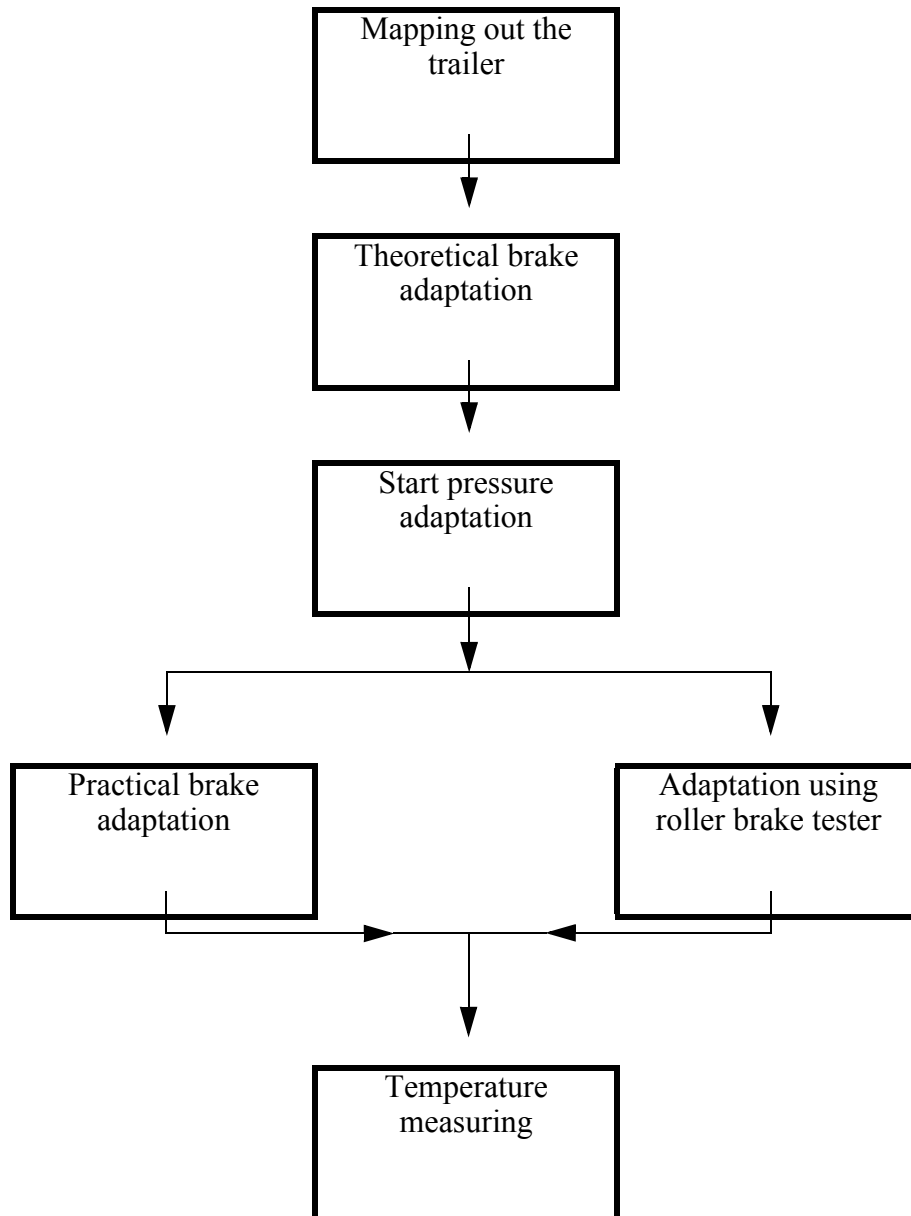 Mapping out the
trailer
Theoretical brake
adaptation
Start pressure
adaptation
Practical brake
adaptation
Adaptation using
roller brake tester
Temperature
measuring